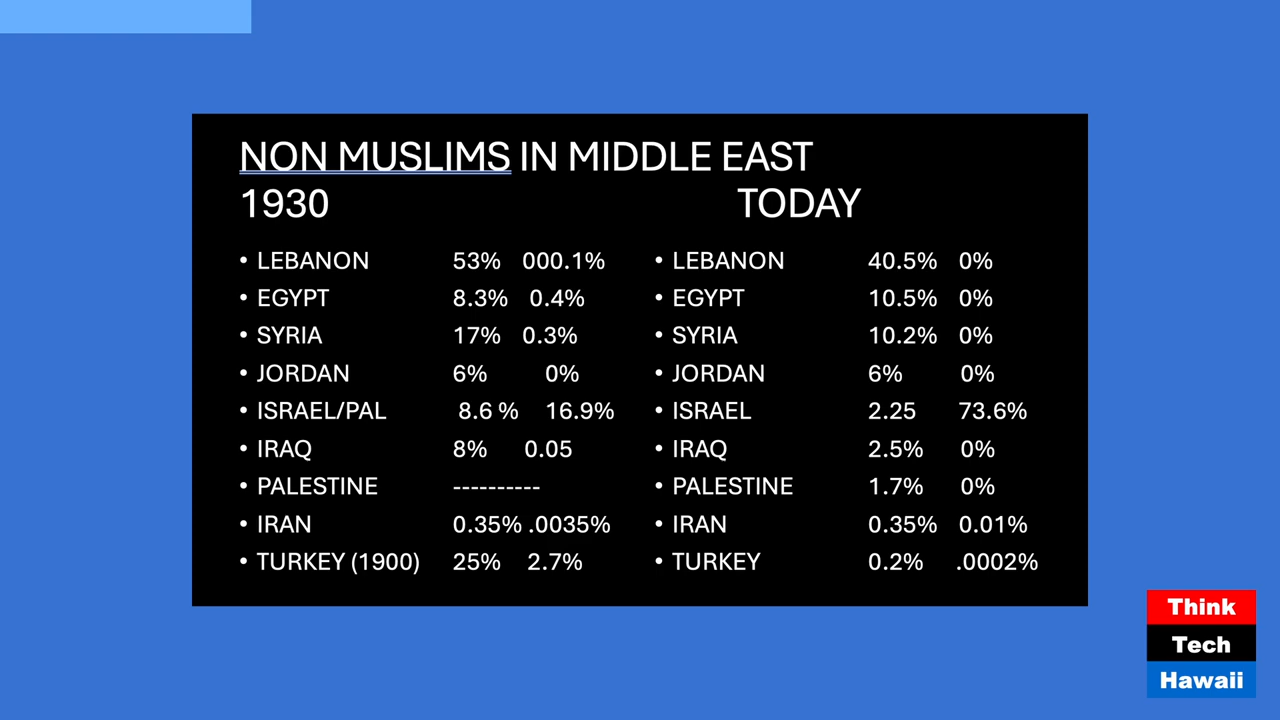 NON MUSLIMS IN MIDDLE EAST
1930 TODAY
• LEBANON 53% 000.1%
• EGYPT 8.3% 0.4%
• SYRIA 17% 0.3%
• JORDAN 6% 0%
• ISRAEL/PAL 8.6 % 16.9%
• IRAQ 8% 0.05
• PALESTINE ----------
• IRAN 0.35% .0035%
• TURKEY (1900) 25% 2.7%
• LEBANON 40.5% 0%
• EGYPT 10.5% 0%
• SYRIA 10.2% 0%
• JORDAN 6% 0%
• ISRAEL 2.25 73.6%
• IRAQ 2.5% 0%
• PALESTINE 1.7% 0%
• IRAN 0.35% 0.01%
• TURKEY 0.2% .0002%
Think
Tech
Hawaii